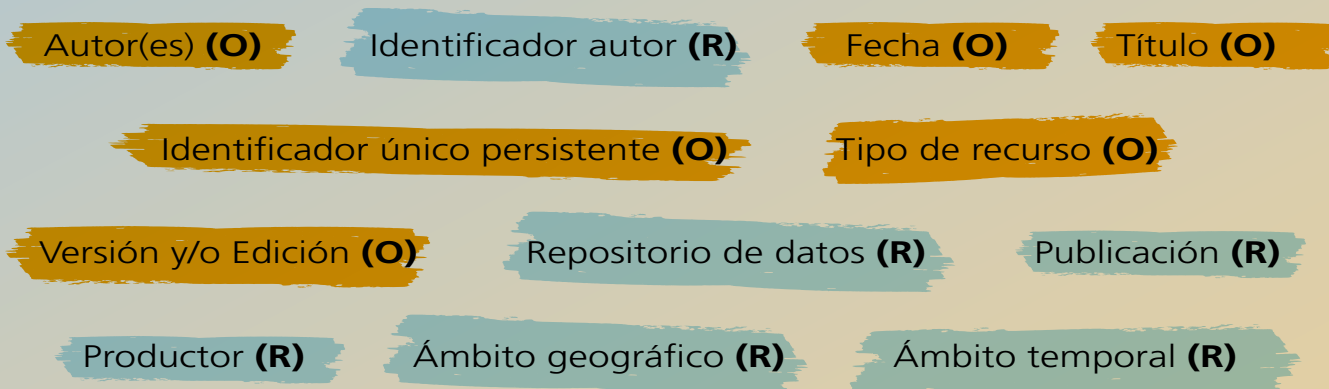 Autor(es) (O) Identificador autor (R) Fecha (O) Título (O)
Identificador único persistente (O) Tipo de recurso (O)
Versión y/o Edición (O) Repositorio de datos (R) Publicación (R)
Productor (R) Ámbito geográfico (R) Ámbito temporal (R)